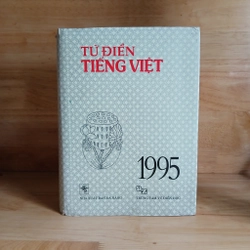 TỪ ĐIỂN
TIẾNG VIỆT
1995